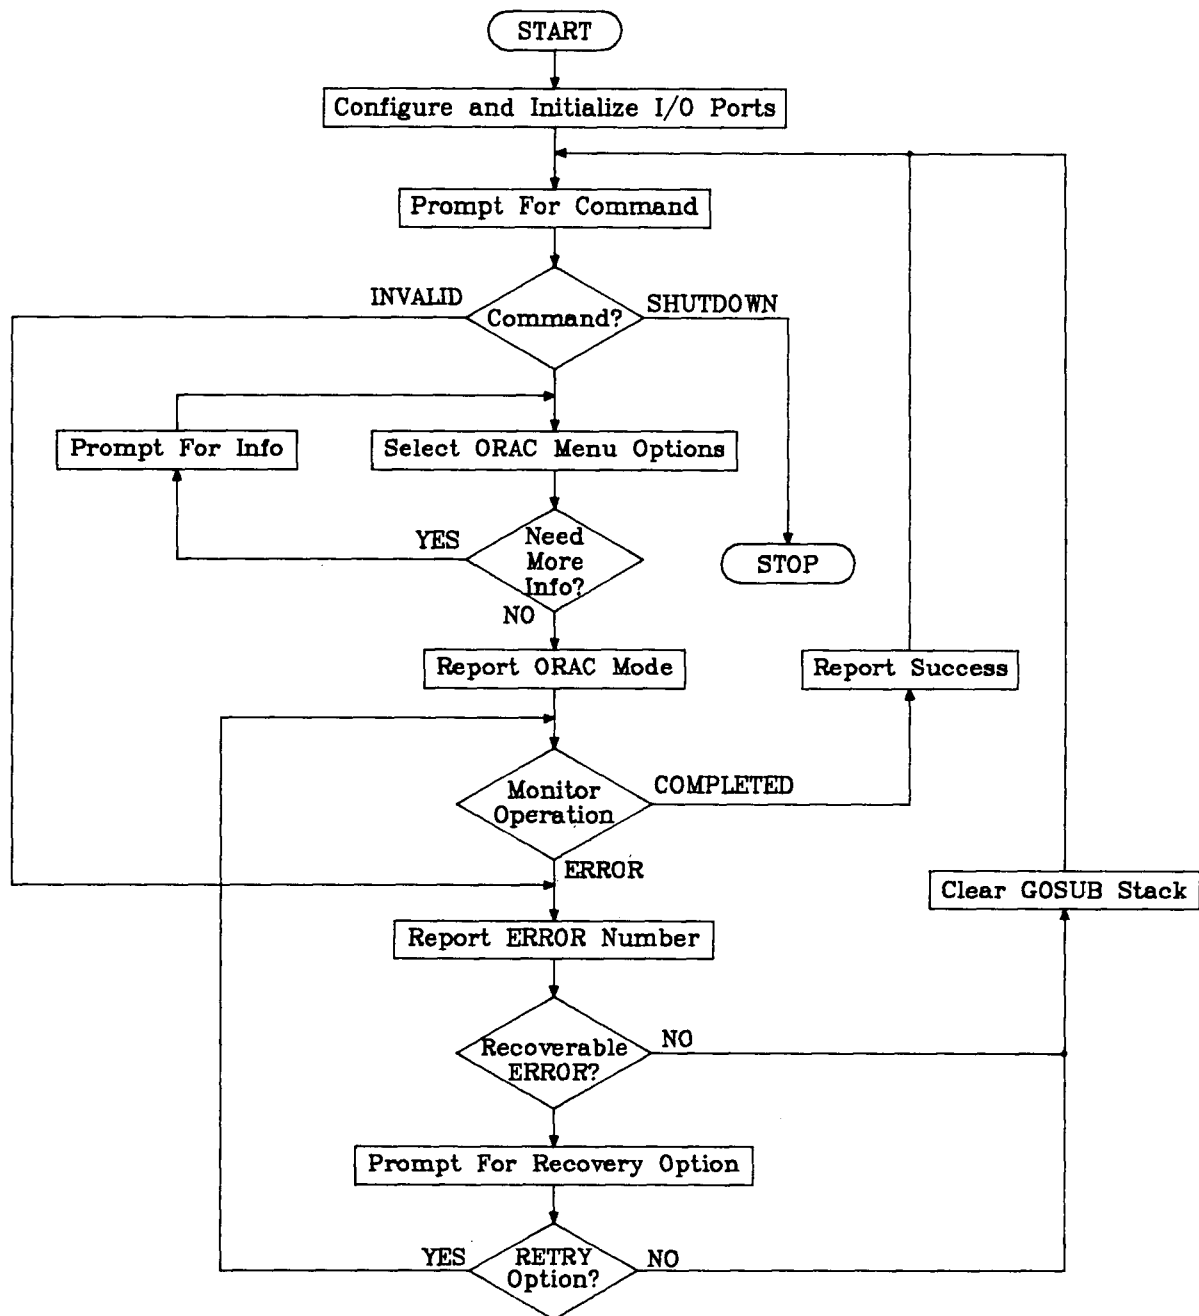 START
Configure and Initialize I/O Ports
Prompt For Command
INVALID
SHUTDOWN
Command?
Prompt For Info
Select ORAC Menu Options
YES
Need
More
Info?
STOP
NO
Report ORAC Mode
Report Success
Monitor
Operation
COMPLETED
ERROR
Clear GOSUB Stack
Report ERROR Number
Recoverable
ERROR?
NO
Prompt For Recovery Option
YES
RETRY
Option?
NO